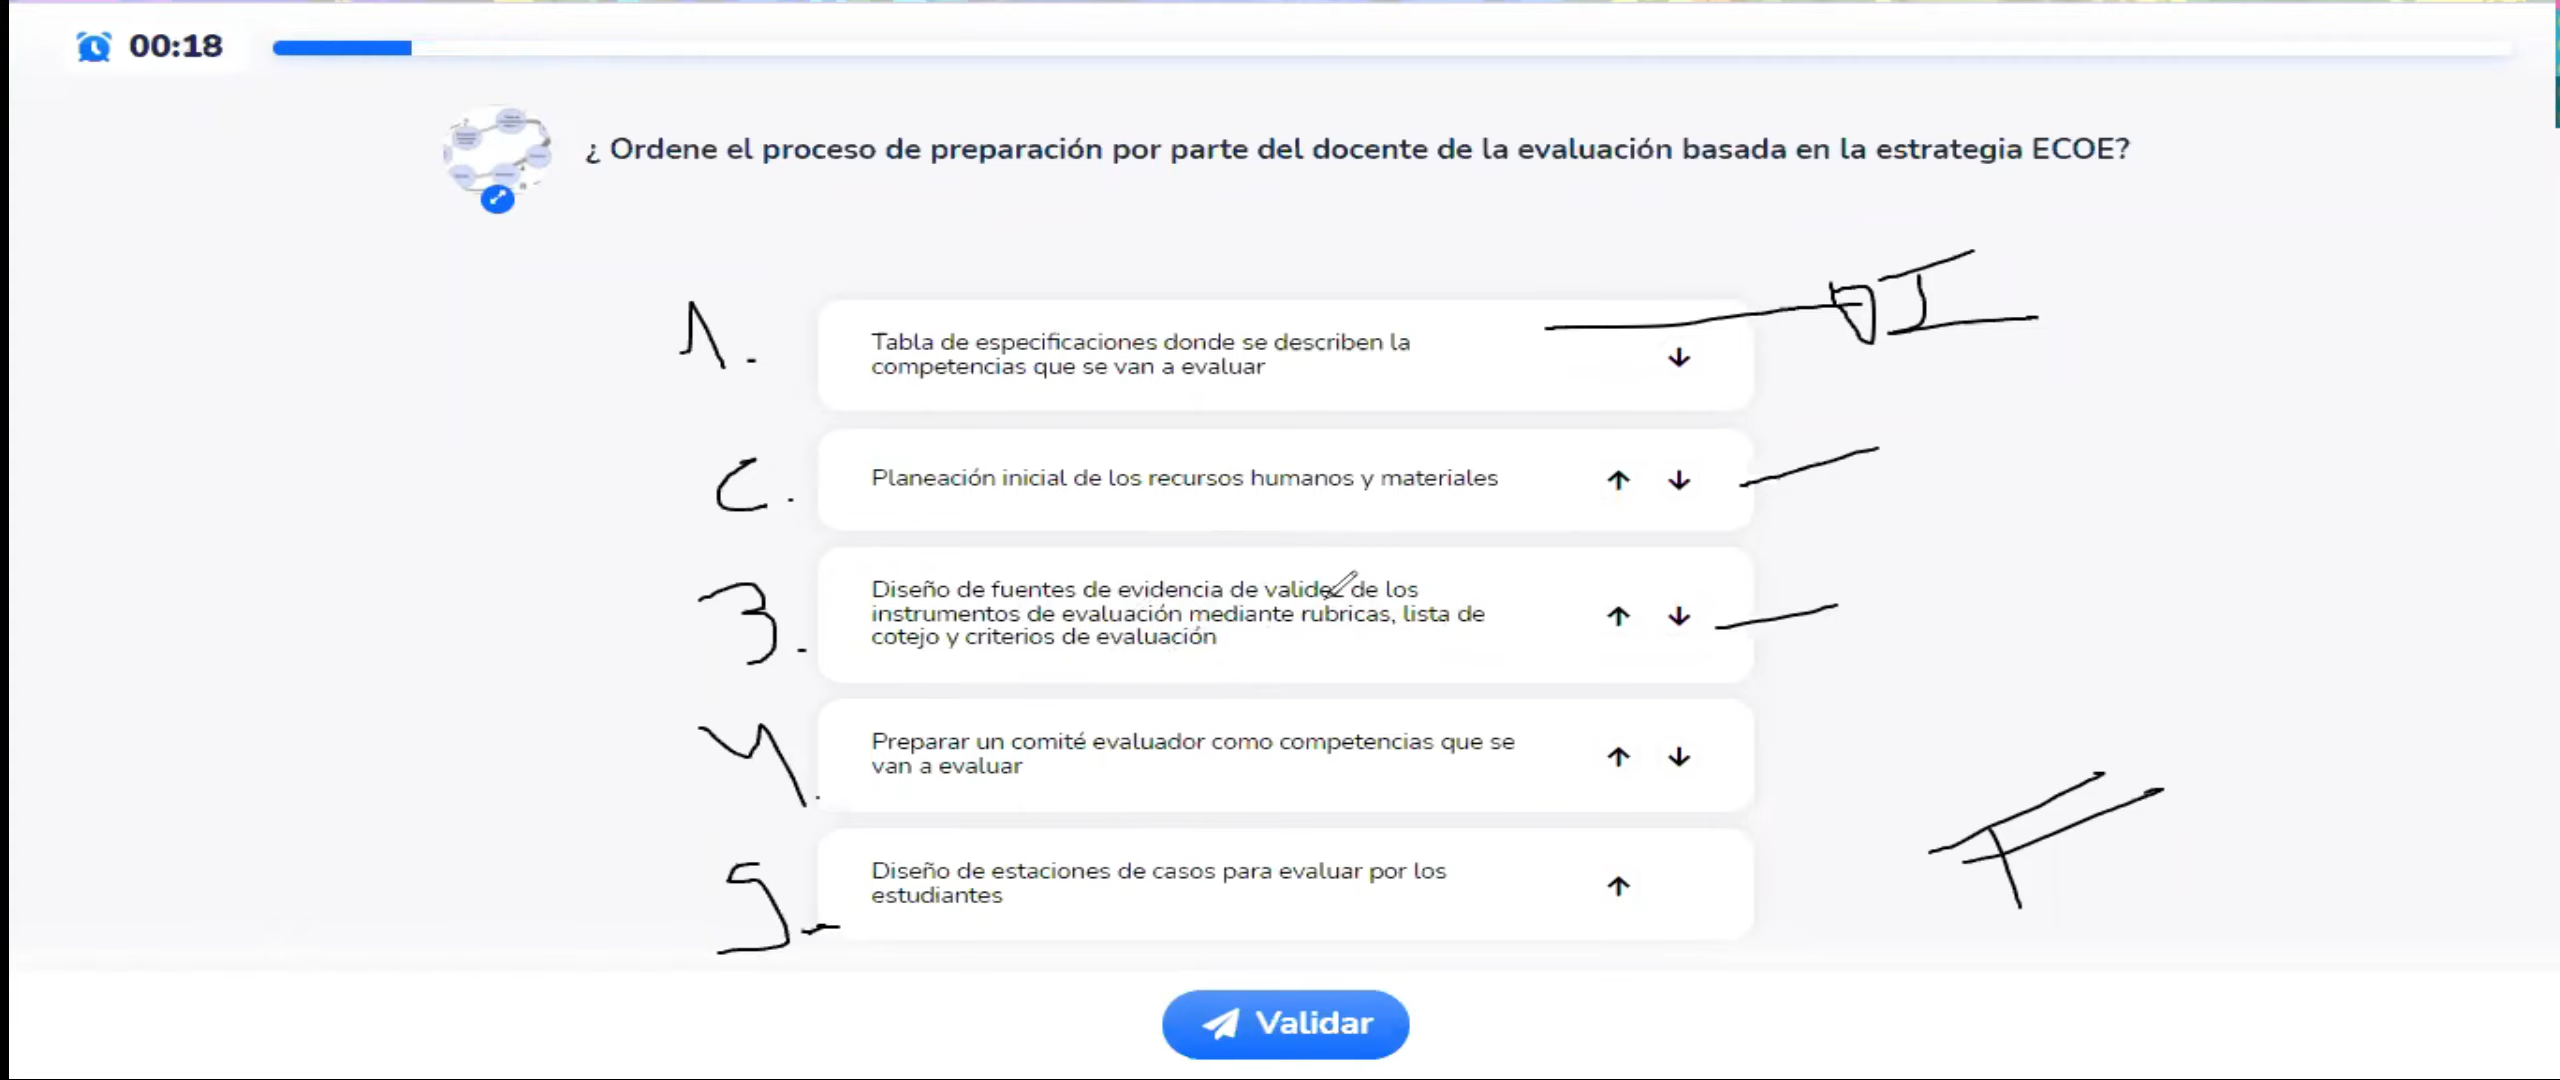 00:18
¿ Ordene el proceso de preparación por parte del docente de la evaluación basada en la estrategia ECOE?
1.
Tabla de especificaciones donde se describen la
competencias que se van a evaluar
Planeación inicial de los recursos humanos y materiales
3.
Diseño de fuentes de evidencia de validez de los
instrumentos de evaluación mediante rubricas, lista de
cotejo y criterios de evaluación
4.
Preparar un comité evaluador como competencias que se
van a evaluar
5.
Diseño de estaciones de casos para evaluar por los
estudiantes
Validar